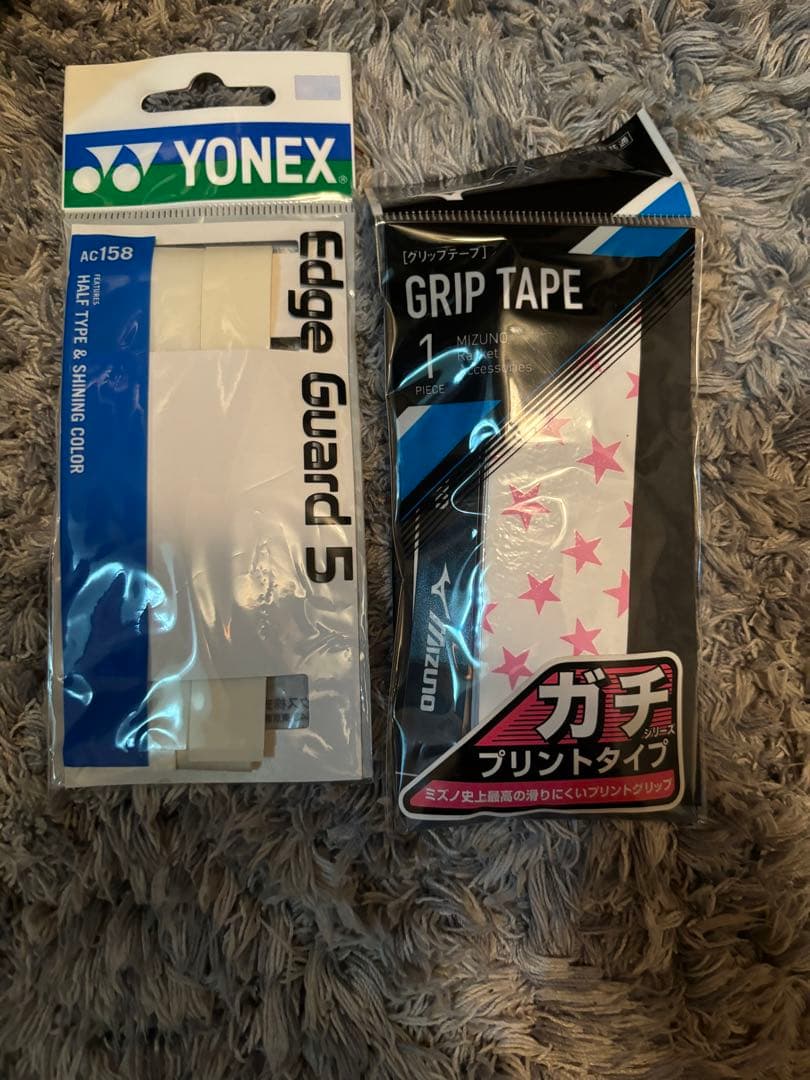 YONEX®
AC158
FEATURES
HALF TYPE & SHINING COLOR
Edge Guard 5
[グリップテープ]
GRIP TAPE
1
PIECE
MIZUNO
Racket
Accessories
MIZUNO
ガチ
シリーズ
プリントタイプ
ミズノ史上最高の滑りにくいプリントグリップ